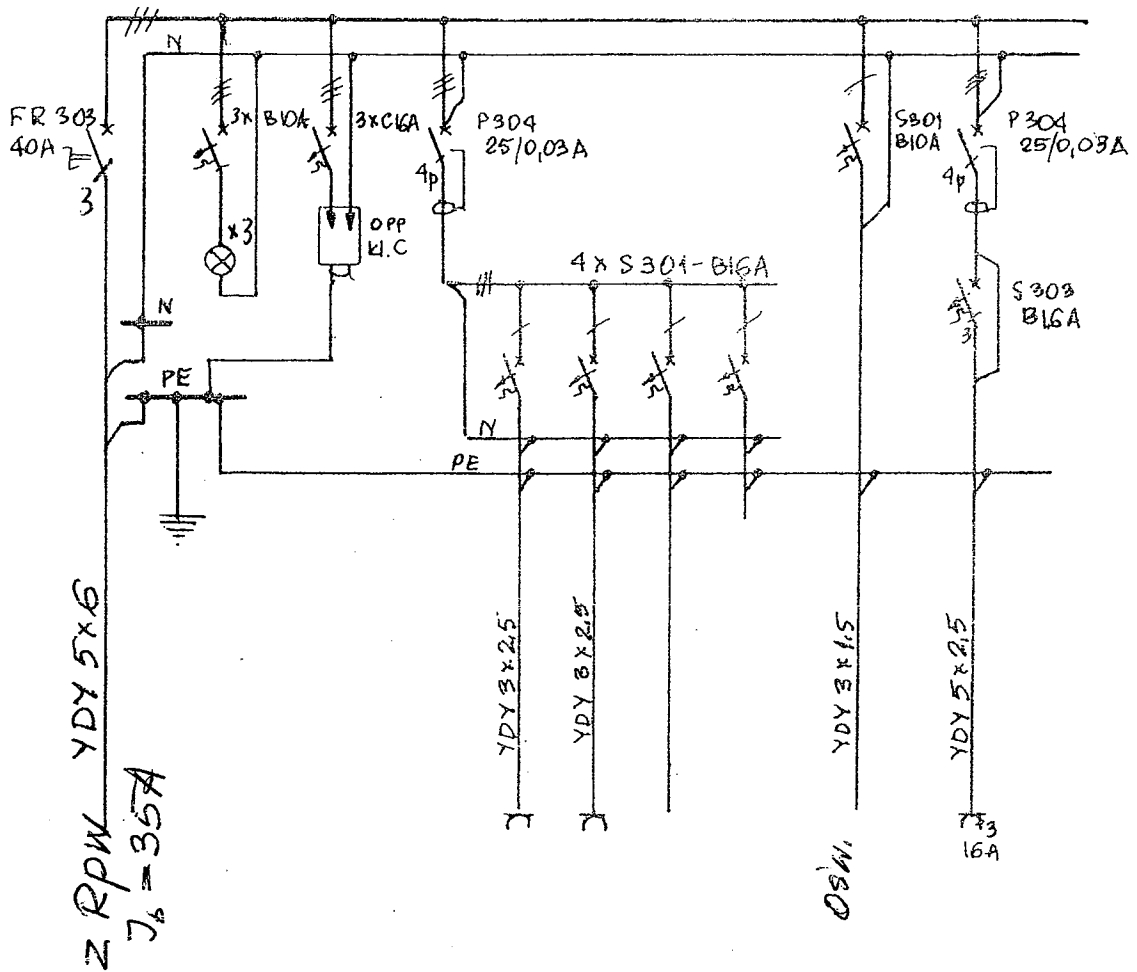 N
FR 303
40A
3
3x B10A
3xC16A
P304
25/0,03A
4p
S301
B10A
P304
25/0,03A
4p
x3
OPP
kl.C
4 x S301-B16A
S303
B16A
3
N
PE
N
PE
YDY 5x6
YDY 3x2,5
YDY 3x2,5
YDY 3x1,5
YDY 5x2,5
Z RPW
Jb = 35A
OŚW.
3
16A